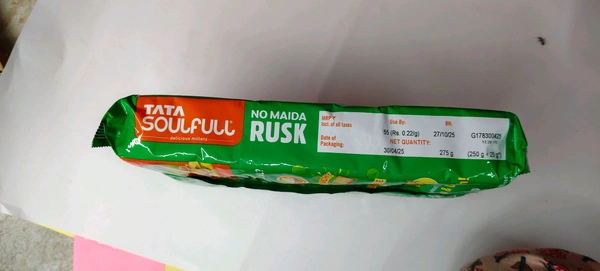 TATA
SOULFULL
delicious millets
NO MAIDA
RUSK
MRP ₹
Incl. of all taxes
Use By:
BN.
55 (Rs. 0.22/g)
27/10/25
G178300425
Date of
Packaging:
NET QUANTITY:
30/04/25
275 g
(250 g + 25 g*)